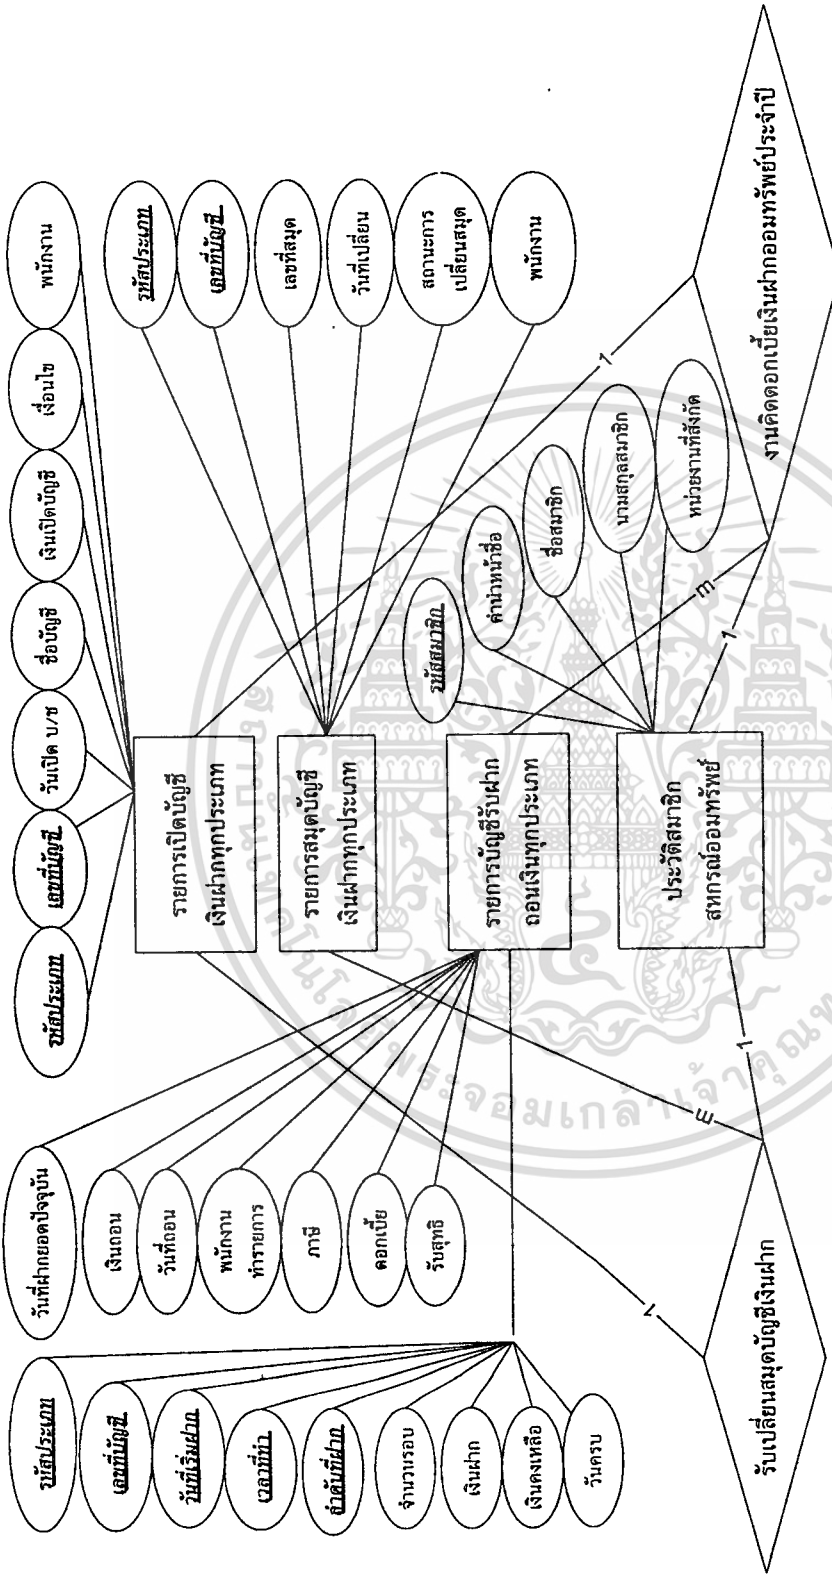 รหัสประเภท
เลขที่บัญชี
วันเปิด บ/ช
ชื่อบัญชี
เงินเปิดบัญชี
เงื่อนไข
พนักงาน
รายการเปิดบัญชี
เงินฝากทุกประเภท
รหัสประเภท
เลขที่บัญชี
เลขที่สมุด
วันที่เปลี่ยน
สถานะการ
เปลี่ยนสมุด
พนักงาน
รายการสมุดบัญชี
เงินฝากทุกประเภท
รหัสประเภท
เลขที่บัญชี
วันที่เริ่มฝาก
เวลาที่ทำ
ลำดับที่ฝาก
จำนวนรอบ
เงินฝาก
เงินคงเหลือ
วันครบ
วันที่ฝากยอดปัจจุบัน
เงินถอน
วันที่ถอน
พนักงาน
ทำรายการ
ภาษี
ดอกเบี้ย
รับสุทธิ
รายการบัญชีรับฝาก
ถอนเงินทุกประเภท
รหัสสมาชิก
คำนำหน้าชื่อ
ชื่อสมาชิก
นามสกุลสมาชิก
หน่วยงานที่สังกัด
ประวัติสมาชิก
สหกรณ์ออมทรัพย์
1
m
1
1
m
1
รับเปลี่ยนสมุดบัญชีเงินฝาก
งานคิดดอกเบี้ยเงินฝากออมทรัพย์ประจำปี
พระจอมเกล้าเจ้าคุณท